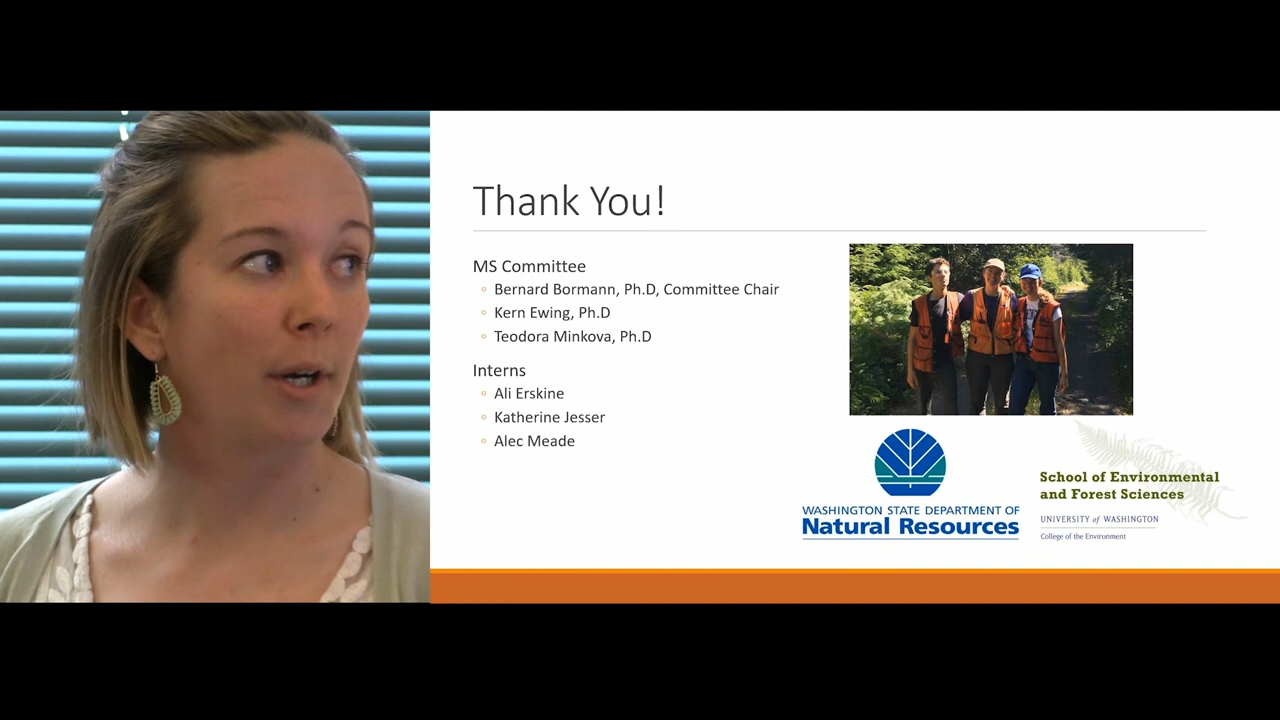 Thank You!
MS Committee
Bernard Bormann, Ph.D, Committee Chair
Kern Ewing, Ph.D
Teodora Minkova, Ph.D
Interns
Ali Erskine
Katherine Jesser
Alec Meade
WASHINGTON STATE DEPARTMENT OF
Natural Resources
School of Environmental
and Forest Sciences
UNIVERSITY of WASHINGTON
College of the Environment